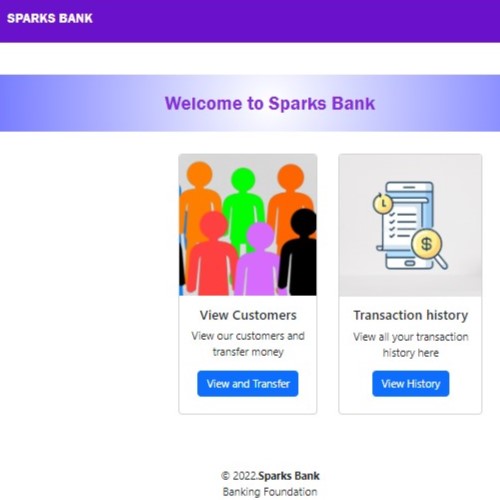 SPARKS BANK
Welcome to Sparks Bank
$
View Customers
View our customers and
transfer money
View and Transfer
Transaction history
View all your transaction
history here
View History
© 2022.Sparks Bank
Banking Foundation